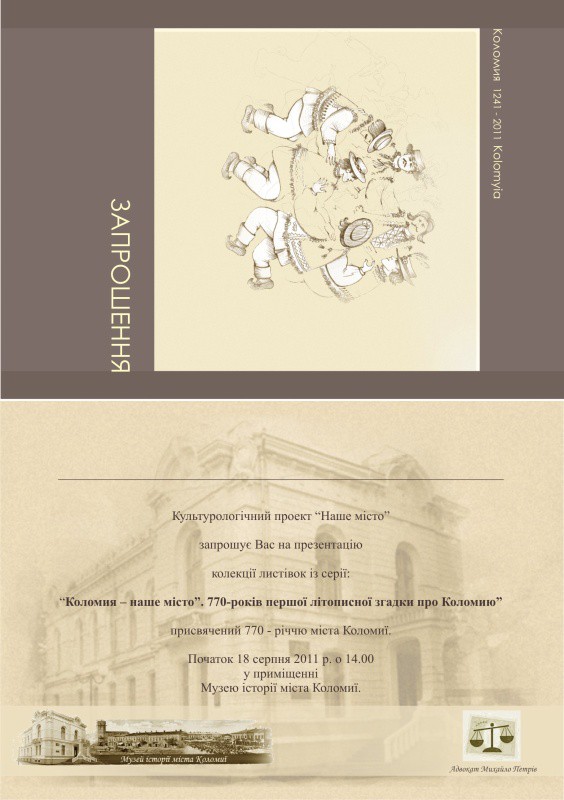 Коломия 1241 - 2011 Kolomyia
ЗАПРОШЕННЯ
Культурологічний проект “Наше місто”
запрошує Вас на презентацію
колекції листівок із серії:
“Коломия – наше місто”. 770-років першої літописної згадки про Коломию”
присвячений 770 - річчю міста Коломиї.
Початок 18 серпня 2011 р. о 14.00
у приміщенні
Музею історії міста Коломиї.
Музей історії міста Коломиї
Адвокат Михайло Петрів